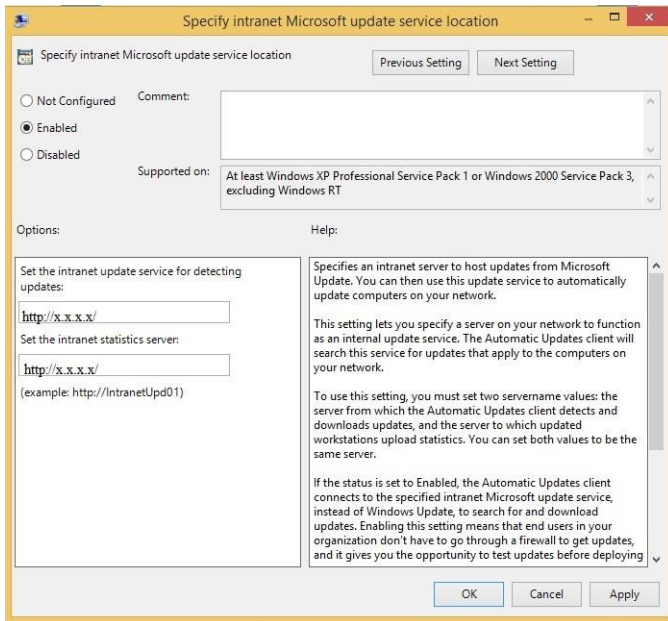 Specify intranet Microsoft update service location
Specify intranet Microsoft update service location
Previous Setting
Next Setting
Not Configured
Enabled
Disabled
Comment:
Supported on:
At least Windows XP Professional Service Pack 1 or Windows 2000 Service Pack 3,
excluding Windows RT
Options:
Help:
Set the intranet update service for detecting
updates:
http://x.x.x.x/
Set the intranet statistics server:
http://x.x.x.x/
(example: http://IntranetUpd01)
Specifies an intranet server to host updates from Microsoft
Update. You can then use this update service to automatically
update computers on your network.
This setting lets you specify a server on your network to function
as an internal update service. The Automatic Updates client will
search this service for updates that apply to the computers on
your network.
To use this setting, you must set two servername values: the
server from which the Automatic Updates client detects and
downloads updates, and the server to which updated
workstations upload statistics. You can set both values to be the
same server.
If the status is set to Enabled, the Automatic Updates client
connects to the specified intranet Microsoft update service,
instead of Windows Update, to search for and download
updates. Enabling this setting means that end users in your
organization don't have to go through a firewall to get updates,
and it gives you the opportunity to test updates before deploying
OK
Cancel
Apply